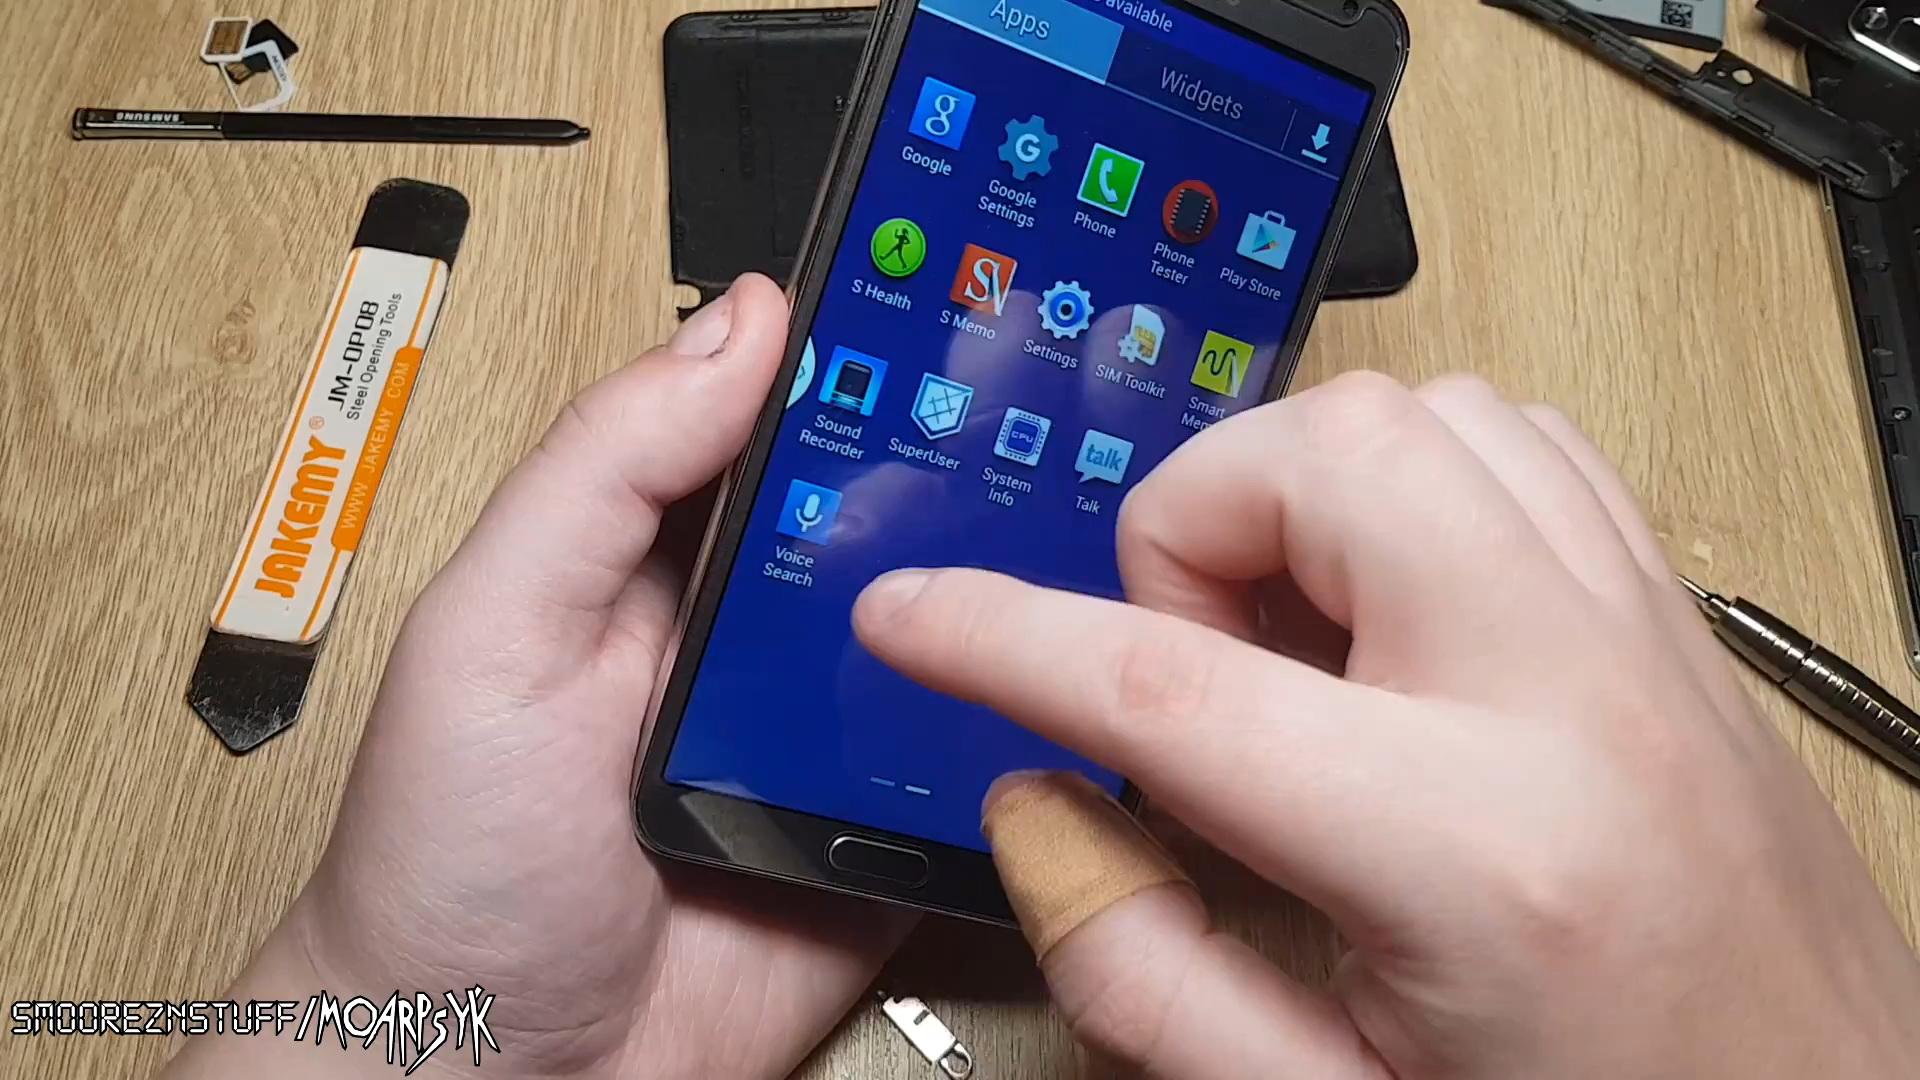 available
Apps
Widgets
Google
Google
Settings
Phone
Phone
Tester
Play Store
S Health
S Memo
Settings
SIM Toolkit
Smart
Sound
Recorder
SuperUser
CPU
System
Info
talk
Talk
Voice
Search
SAMSUNG
JAKEMY®
JM-OP08
Steel Opening Tools
WWW.JAKEMY.COM
SMOOREZNSTUFF/MOARPSYK